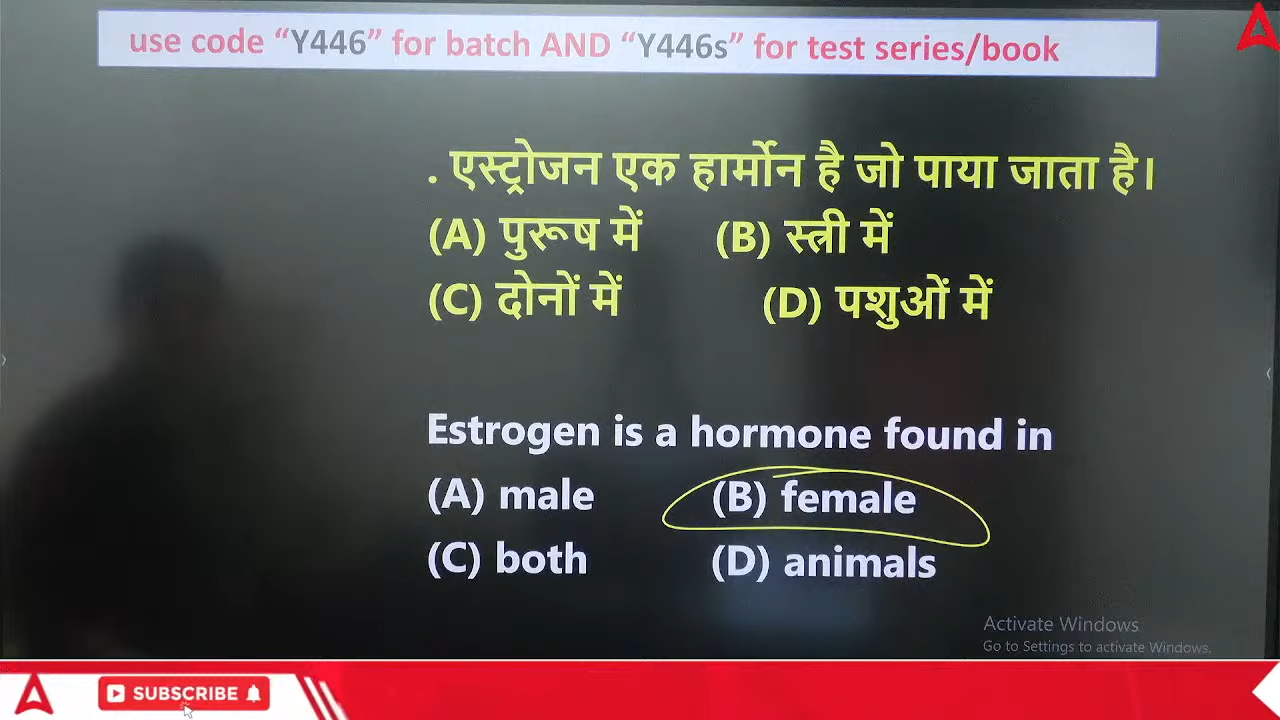 use code “Y446” for batch AND “Y446s” for test series/book
. एस्ट्रोजन एक हार्मोन है जो पाया जाता है।
(A) पुरूष में (B) स्त्री में
(C) दोनों में (D) पशुओं में
Estrogen is a hormone found in
(A) male (B) female
(C) both (D) animals
Activate Windows
Go to Settings to activate Windows.
SUBSCRIBE